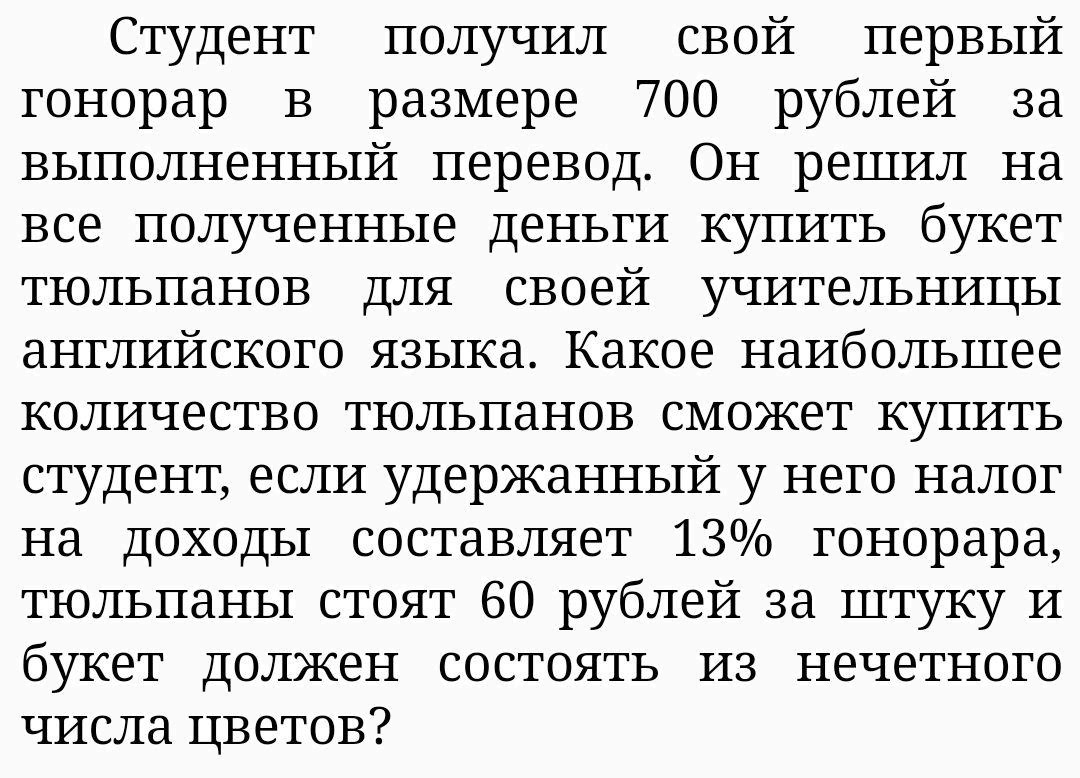 Студент получил свой первый
гонорар в размере 700 рублей за
выполненный перевод. Он решил на
все полученные деньги купить букет
тюльпанов для своей учительницы
английского языка. Какое наибольшее
количество тюльпанов сможет купить
студент, если удержанный у него налог
на доходы составляет 13% гонорара,
тюльпаны стоят 60 рублей за штуку и
букет должен состоять из нечетного
числа цветов?